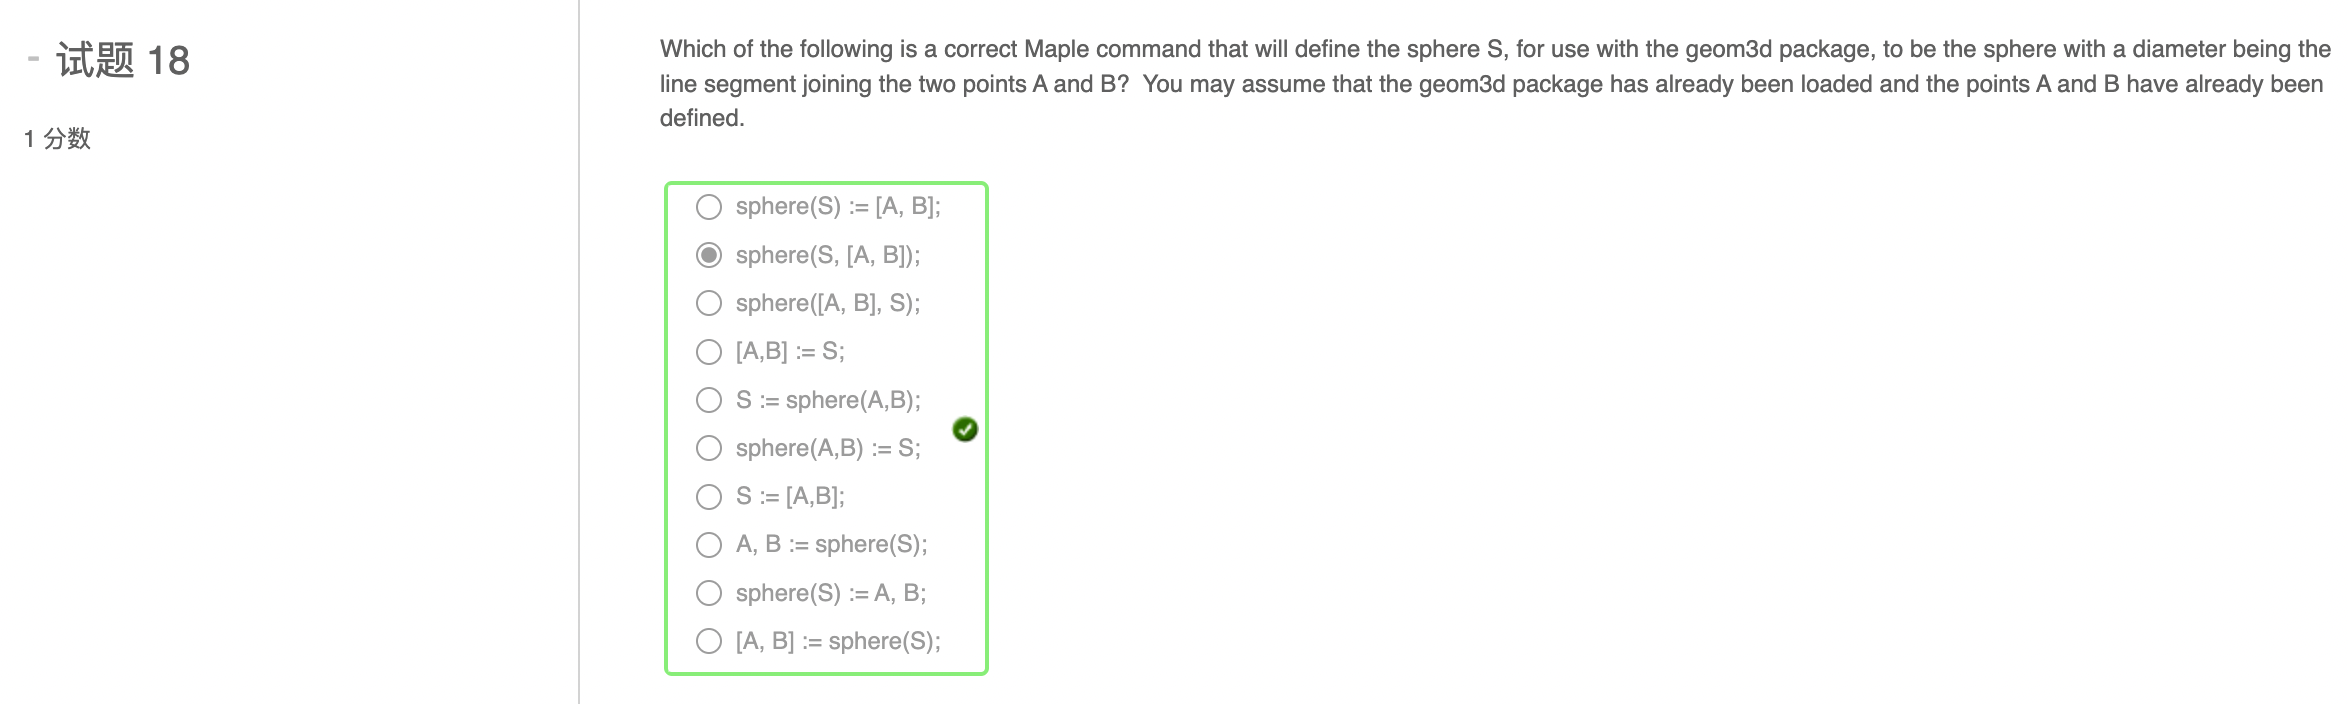 - 试题 18
1 分数
Which of the following is a correct Maple command that will define the sphere S, for use with the geom3d package, to be the sphere with a diameter being the
line segment joining the two points A and B?  You may assume that the geom3d package has already been loaded and the points A and B have already been
defined.
sphere(S) := [A, B];
sphere(S, [A, B]);
sphere([A, B], S);
[A,B] := S;
S := sphere(A,B);
sphere(A,B) := S;
S := [A,B];
A, B := sphere(S);
sphere(S) := A, B;
[A, B] := sphere(S);